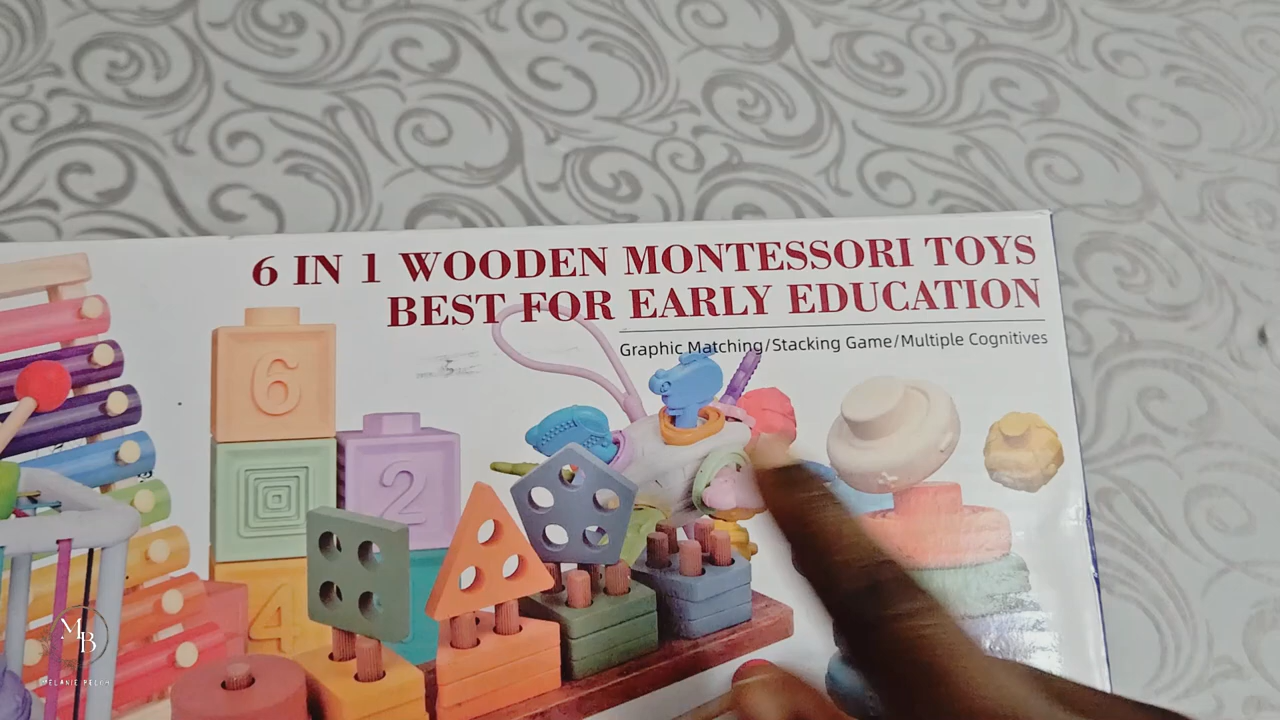 6 IN 1 WOODEN MONTESSORI TOYS
BEST FOR EARLY EDUCATION
Graphic Matching/Stacking Game/Multiple Cognitives
6
2
4
MB